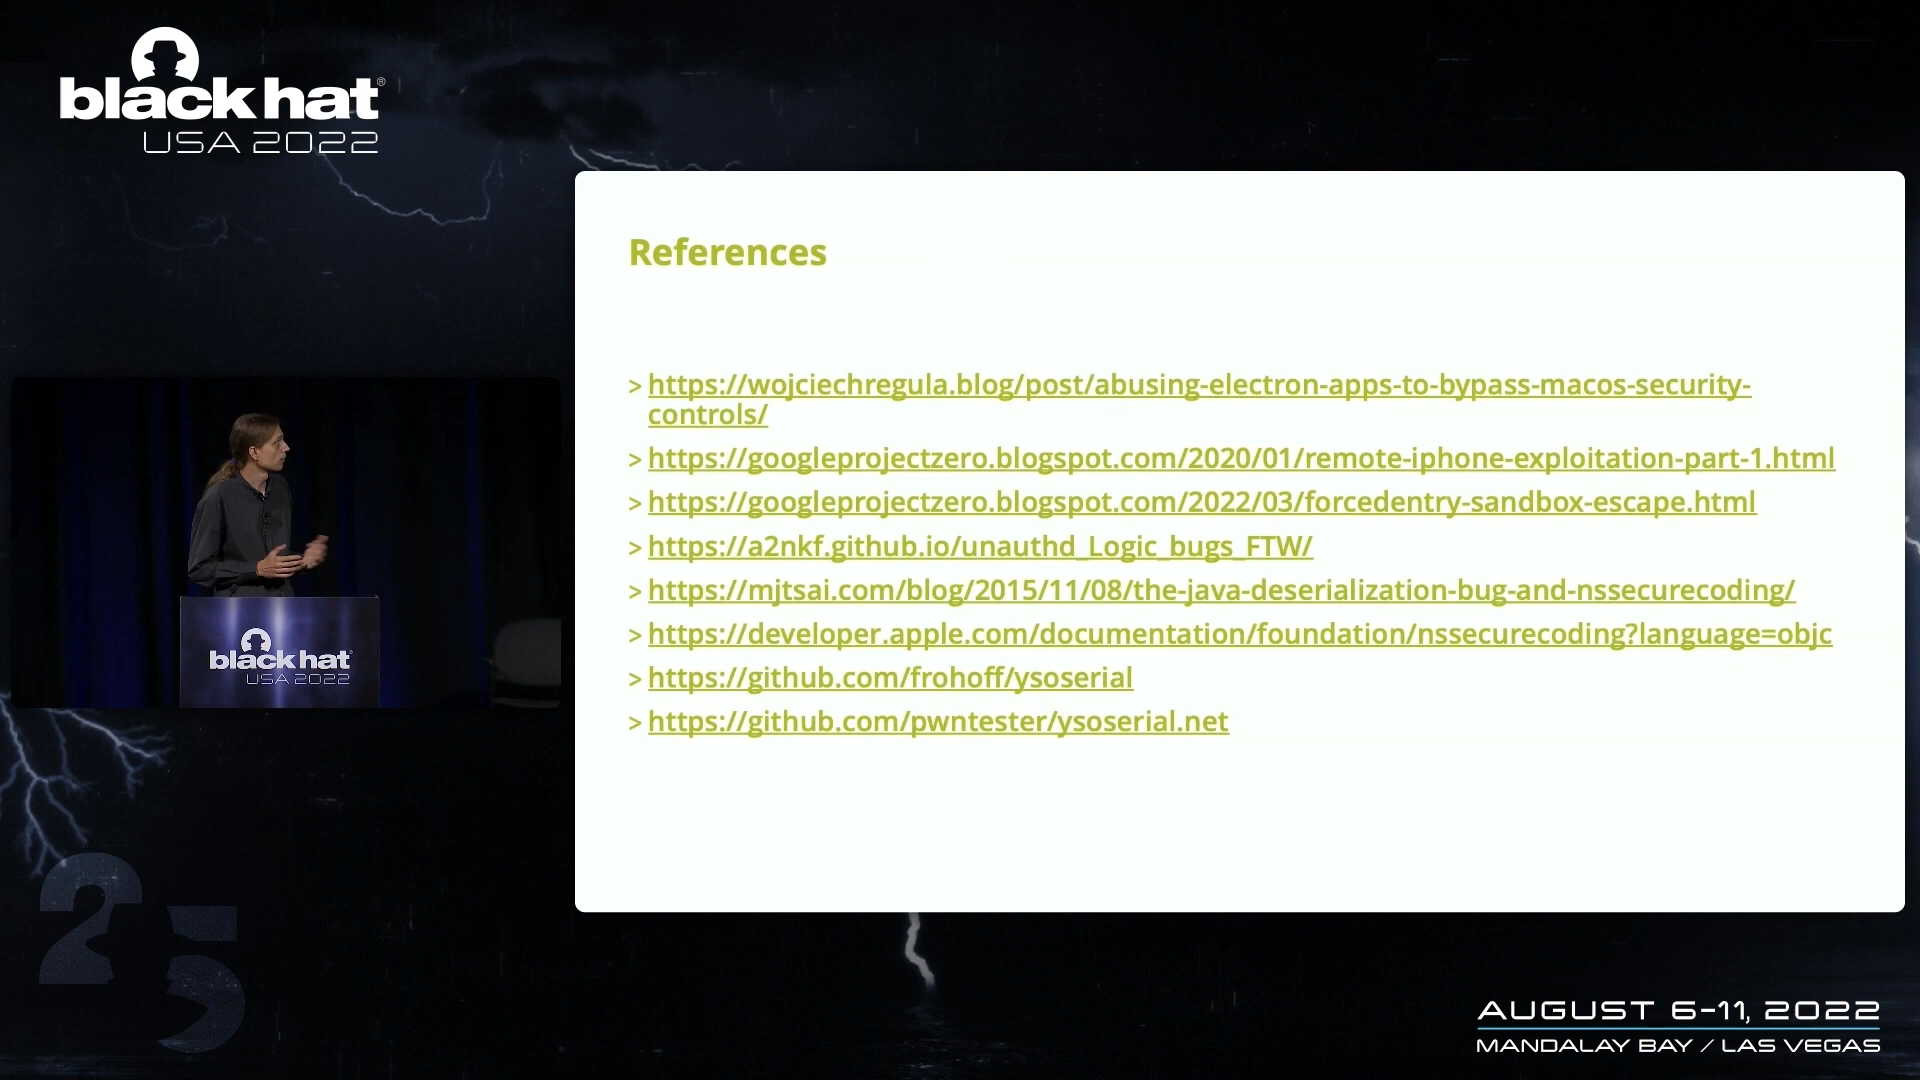 black hat®
USA 2022
References
> https://wojciechregula.blog/post/abusing-electron-apps-to-bypass-macos-security-
controls/
> https://googleprojectzero.blogspot.com/2020/01/remote-iphone-exploitation-part-1.html
> https://googleprojectzero.blogspot.com/2022/03/forcedentry-sandbox-escape.html
> https://a2nkf.github.io/unauthd_Logic_bugs_FTW/
> https://mjtsai.com/blog/2015/11/08/the-java-deserialization-bug-and-nssecurecoding/
> https://developer.apple.com/documentation/foundation/nssecurecoding?language=objc
> https://github.com/frohoff/ysoserial
> https://github.com/pwntester/ysoserial.net
black hat
USA 2022
25
AUGUST 6-11, 2022
MANDALAY BAY / LAS VEGAS